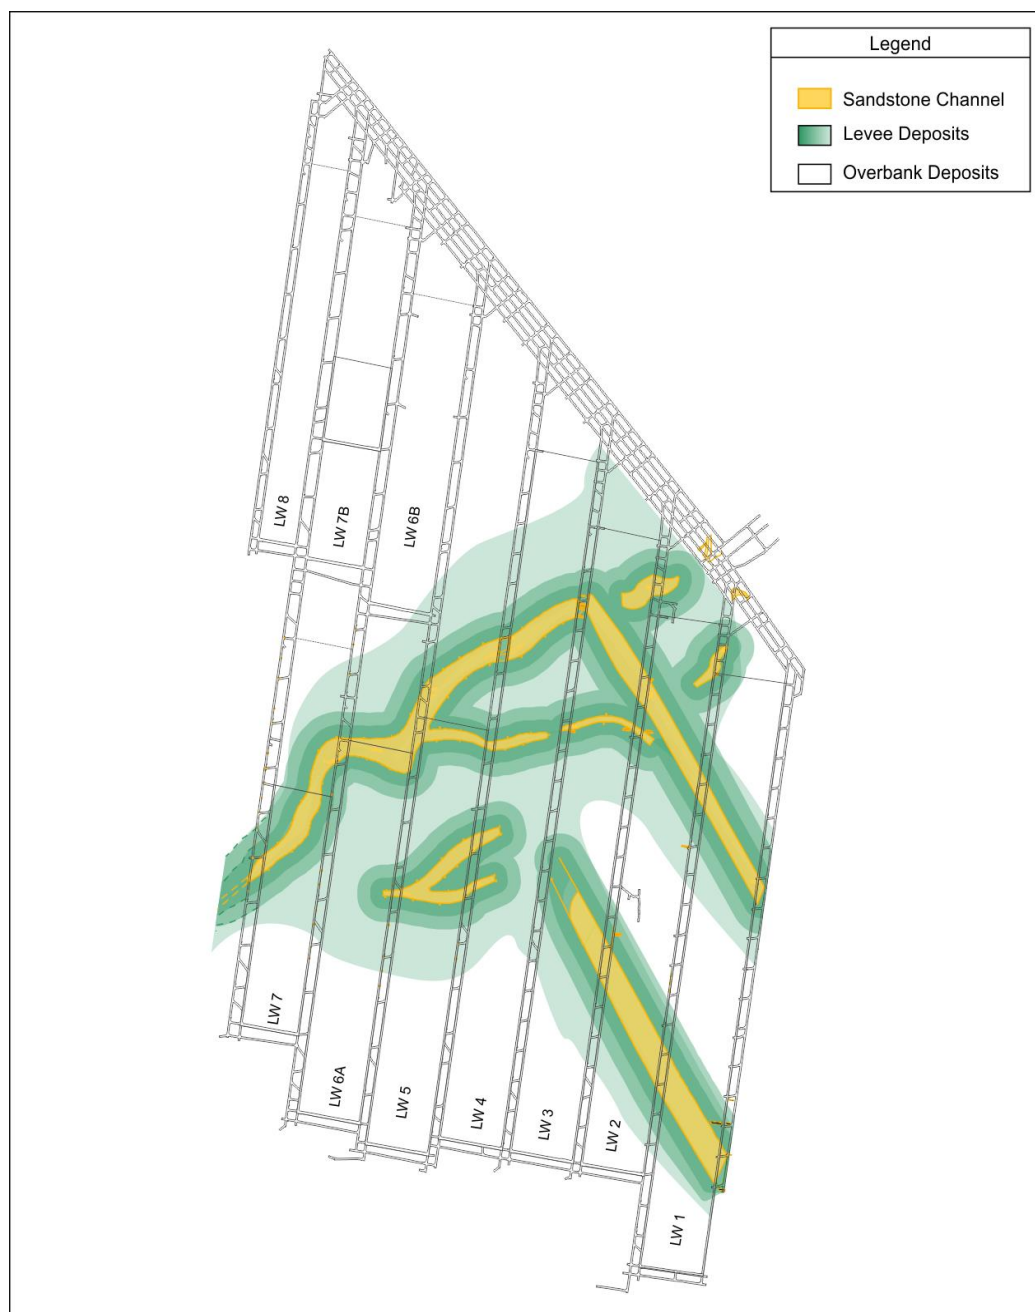 Legend
Sandstone Channel
Levee Deposits
Overbank Deposits
LW 8
LW 7B
LW 6B
LW 7
LW 6A
LW 5
LW 4
LW 3
LW 2
LW 1